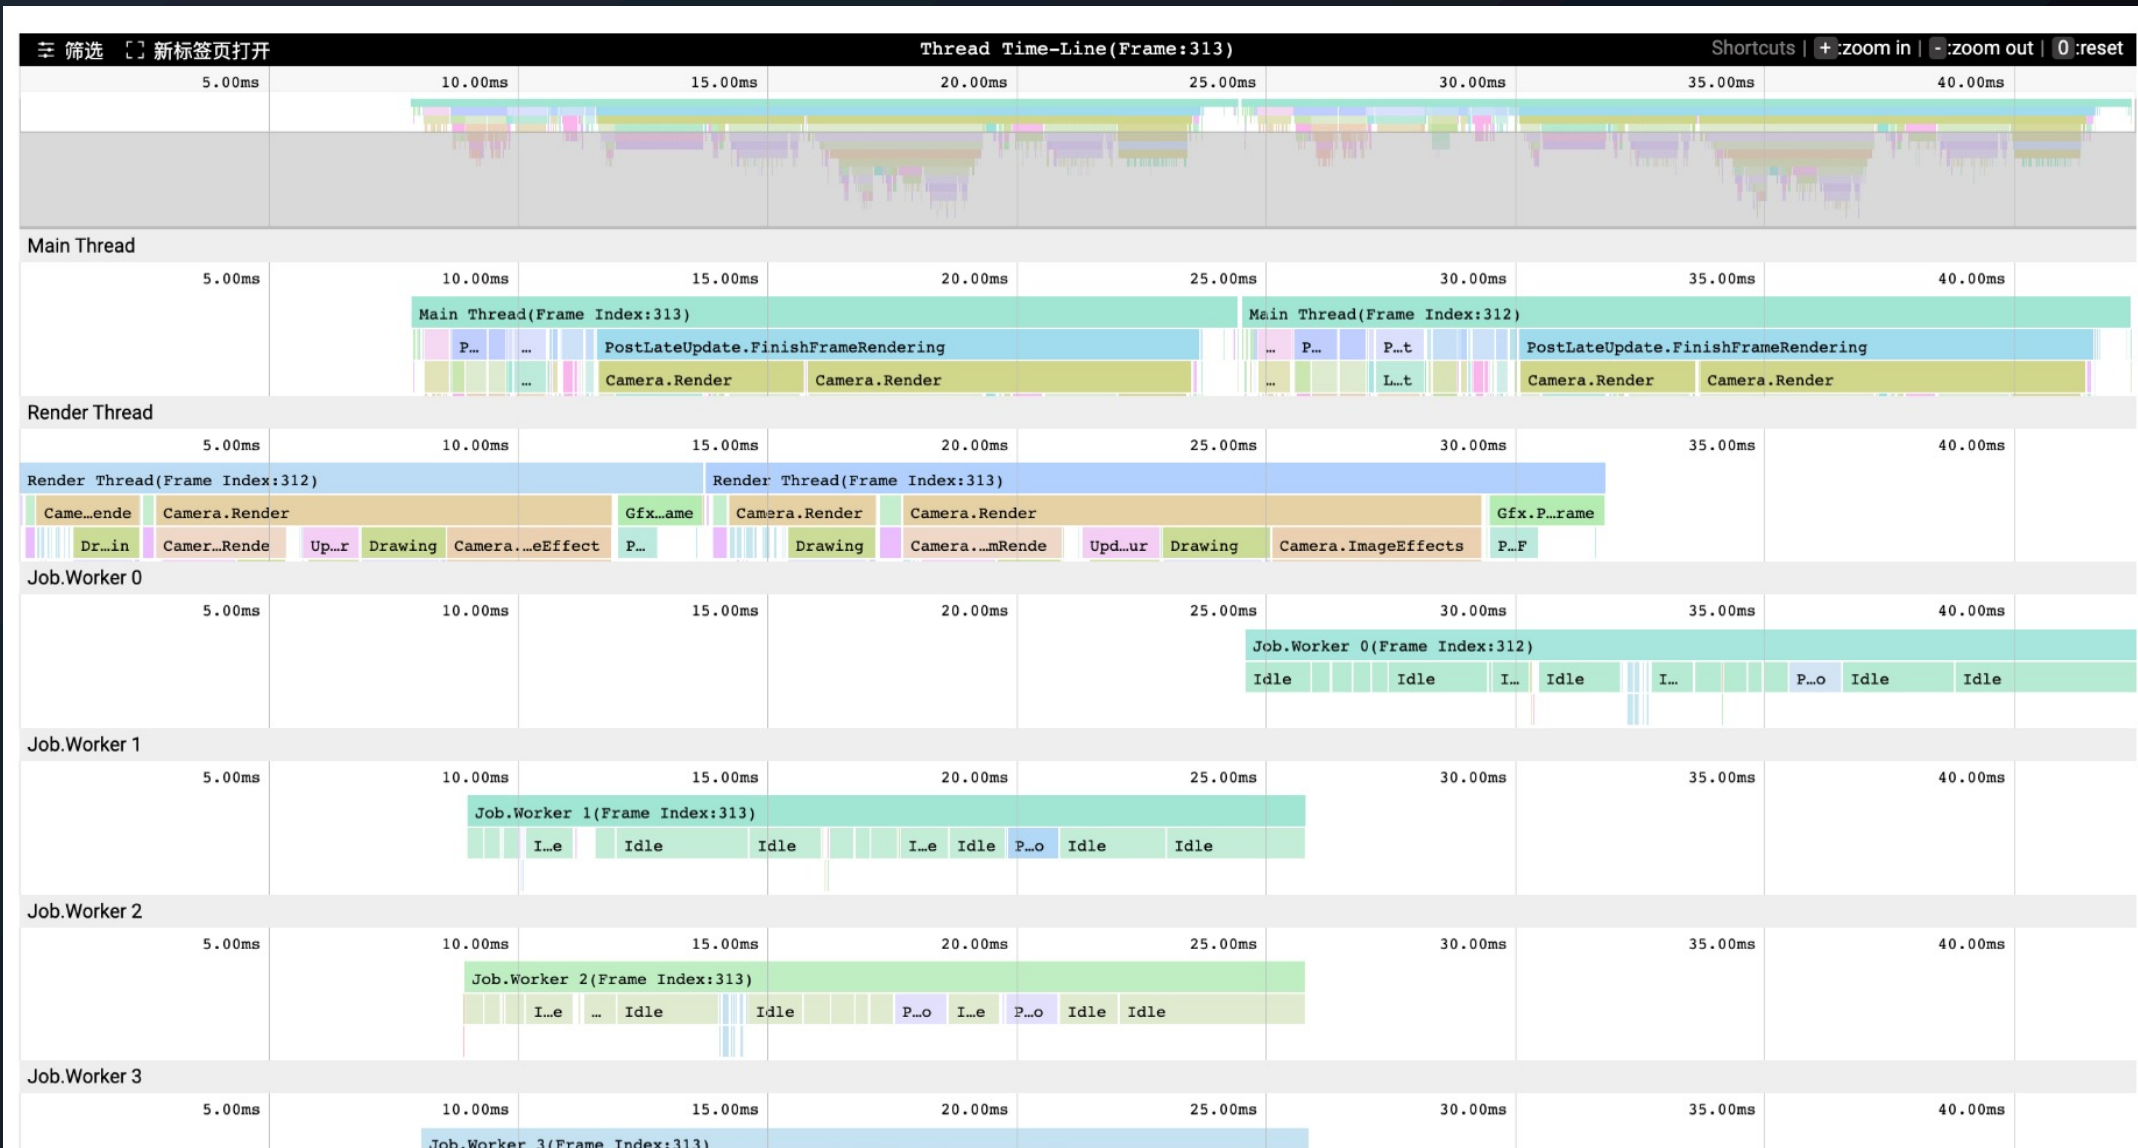 筛选 新标签页打开 Thread Time-Line(Frame:313) Shortcuts | + :zoom in | - :zoom out | 0 :reset
5.00ms 10.00ms 15.00ms 20.00ms 25.00ms 30.00ms 35.00ms 40.00ms
Main Thread
5.00ms 10.00ms 15.00ms 20.00ms 25.00ms 30.00ms 35.00ms 40.00ms
Main Thread(Frame Index:313) Main Thread(Frame Index:312)
P… … PostLateUpdate.FinishFrameRendering … P… P…t PostLateUpdate.FinishFrameRendering
… Camera.Render Camera.Render … L…t Camera.Render Camera.Render
Render Thread
5.00ms 10.00ms 15.00ms 20.00ms 25.00ms 30.00ms 35.00ms 40.00ms
Render Thread(Frame Index:312) Render Thread(Frame Index:313)
Came…ende Camera.Render Gfx…ame Camera.Render Camera.Render Gfx.P…rame
Dr…in Camer…Rende Up…r Drawing Camera.…eEffect P… Drawing Camera.…mRende Upd…ur Drawing Camera.ImageEffects P…F
Job.Worker 0
5.00ms 10.00ms 15.00ms 20.00ms 25.00ms 30.00ms 35.00ms 40.00ms
Job.Worker 0(Frame Index:312)
Idle Idle I… Idle I… P…o Idle Idle
Job.Worker 1
5.00ms 10.00ms 15.00ms 20.00ms 25.00ms 30.00ms 35.00ms 40.00ms
Job.Worker 1(Frame Index:313)
I…e Idle Idle I…e Idle P…o Idle Idle
Job.Worker 2
5.00ms 10.00ms 15.00ms 20.00ms 25.00ms 30.00ms 35.00ms 40.00ms
Job.Worker 2(Frame Index:313)
I…e … Idle Idle P…o I…e P…o Idle Idle
Job.Worker 3
5.00ms 10.00ms 15.00ms 20.00ms 25.00ms 30.00ms 35.00ms 40.00ms
Job.Worker 3(Frame Index:313)